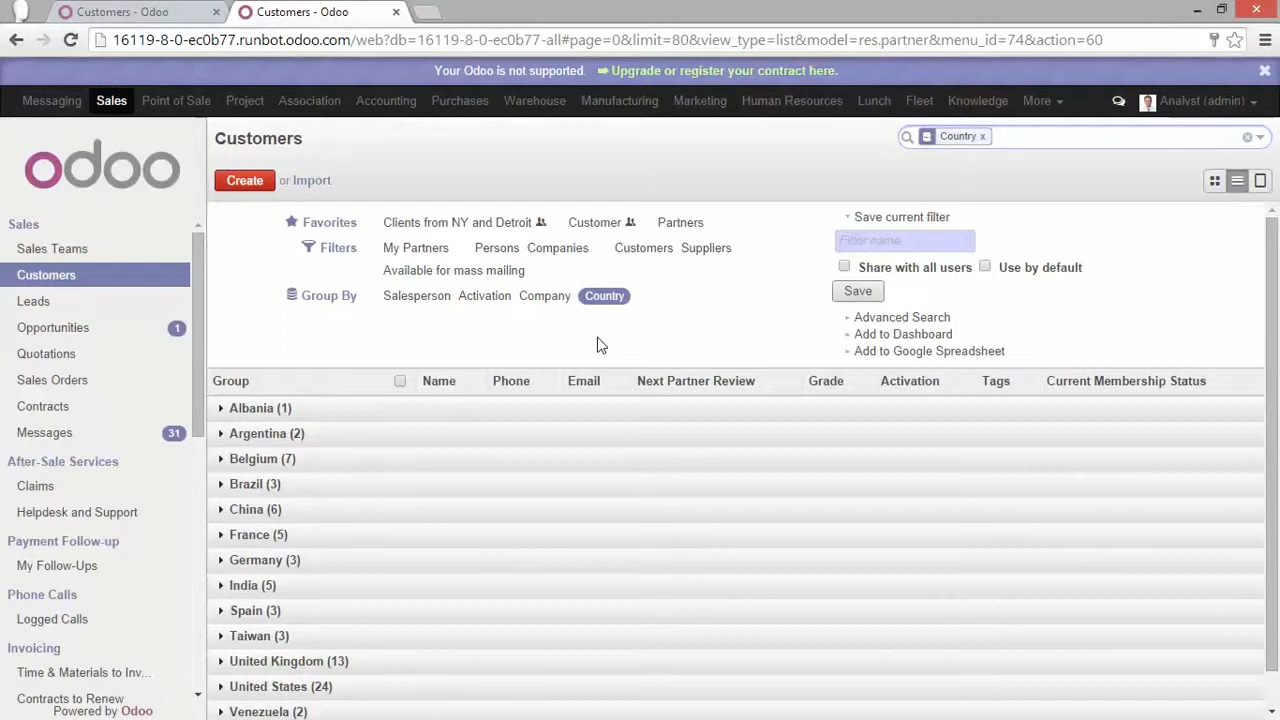 Customers - Odoo
Customers - Odoo
16119-8-0-ec0b77.runbot.odoo.com/web?db=16119-8-0-ec0b77-all#page=0&limit=80&view_type=list&model=res.partner&menu_id=74&action=60
Your Odoo is not supported. ➡ Upgrade or register your contract here.
Messaging Sales Point of Sale Project Association Accounting Purchases Warehouse Manufacturing Marketing Human Resources Lunch Fleet Knowledge More Analyst (admin)
odoo
Sales
Sales Teams
Customers
Leads
Opportunities 1
Quotations
Sales Orders
Contracts
Messages 31
After-Sale Services
Claims
Helpdesk and Support
Payment Follow-up
My Follow-Ups
Phone Calls
Logged Calls
Invoicing
Time & Materials to Inv...
Contracts to Renew
Powered by Odoo
Customers
Country x
Create or Import
Favorites Clients from NY and Detroit Customer Partners
Filters My Partners Persons Companies Customers Suppliers
Available for mass mailing
Group By Salesperson Activation Company Country
Save current filter
Filter name
Share with all users Use by default
Save
Advanced Search
Add to Dashboard
Add to Google Spreadsheet
Group Name Phone Email Next Partner Review Grade Activation Tags Current Membership Status
Albania (1)
Argentina (2)
Belgium (7)
Brazil (3)
China (6)
France (5)
Germany (3)
India (5)
Spain (3)
Taiwan (3)
United Kingdom (13)
United States (24)
Venezuela (2)